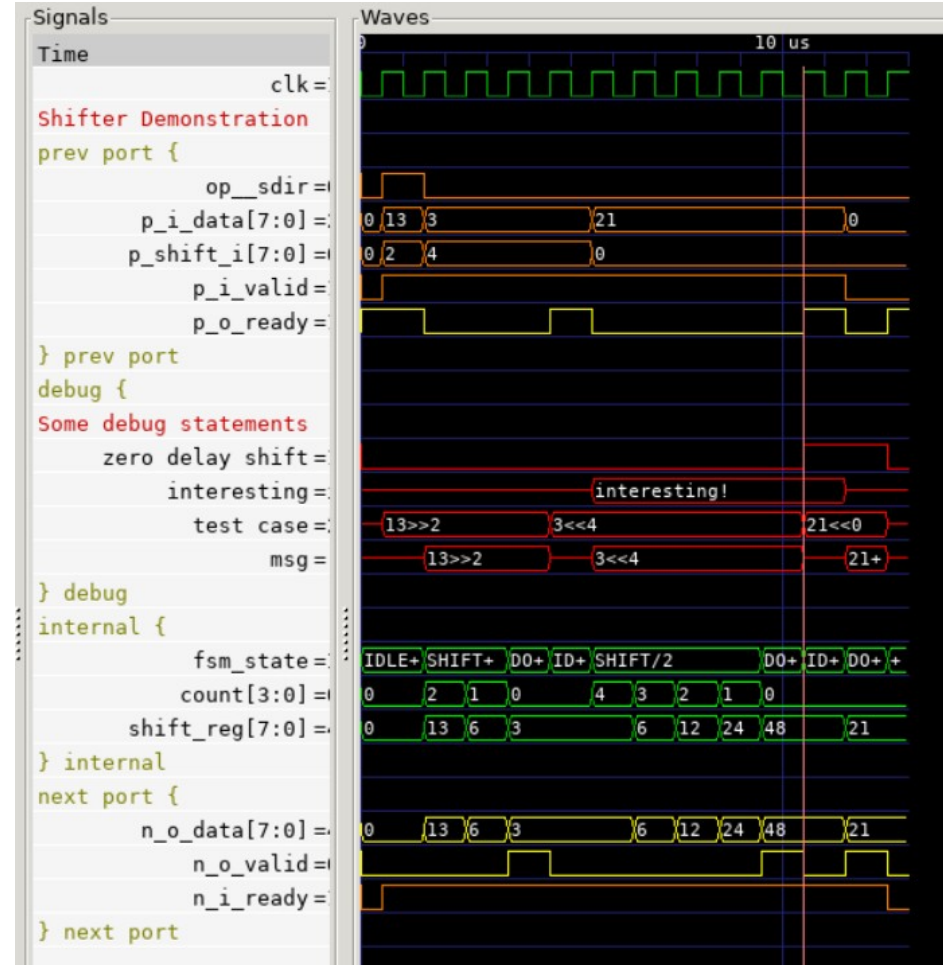 Signals Waves
Time 0 10 us
clk =
Shifter Demonstration
prev port {
op__sdir =
p_i_data[7:0] = 0 13 3 21 0
p_shift_i[7:0] = 0 2 4 0
p_i_valid =
p_o_ready =
} prev port
debug {
Some debug statements
zero delay shift =
interesting = interesting!
test case = 13>>2 3<<4 21<<0
msg = 13>>2 3<<4 21+
} debug
internal {
fsm_state = IDLE+ SHIFT+ DO+ ID+ SHIFT/2 DO+ ID+ DO+ +
count[3:0] = 0 2 1 0 4 3 2 1 0
shift_reg[7:0] = 0 13 6 3 6 12 24 48 21
} internal
next port {
n_o_data[7:0] = 0 13 6 3 6 12 24 48 21
n_o_valid =
n_i_ready =
} next port